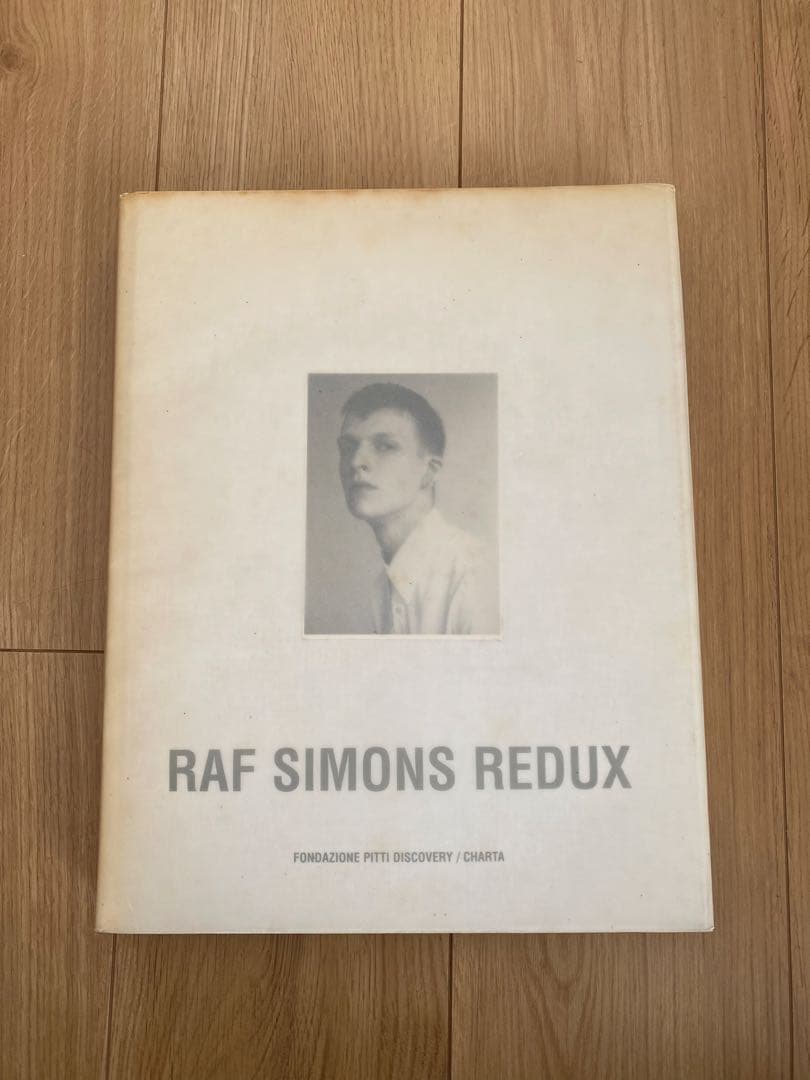 RAF SIMONS REDUX
FONDAZIONE PITTI DISCOVERY / CHARTA